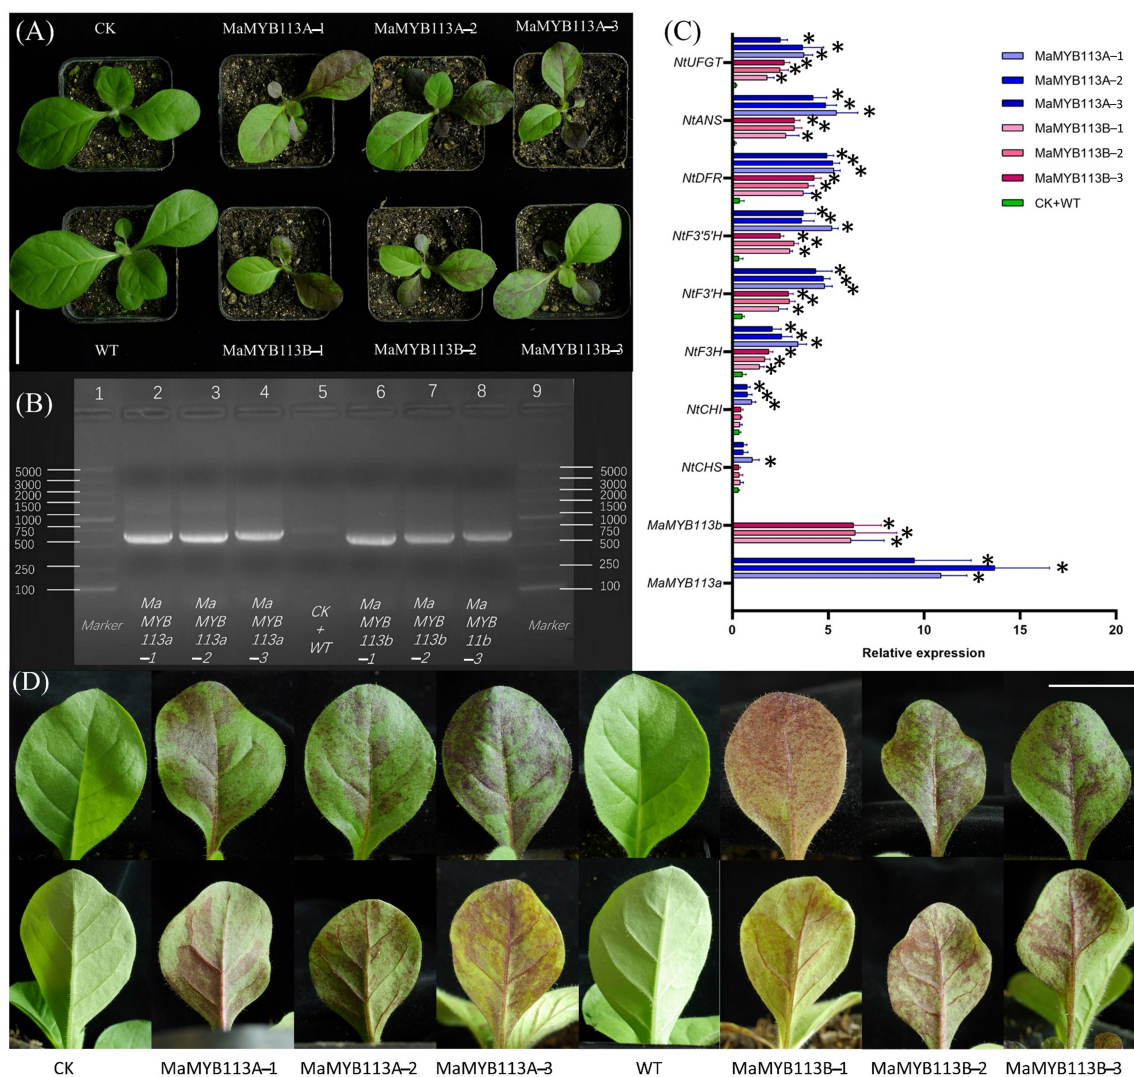 (A)
CK
MaMYB113A–1
MaMYB113A–2
MaMYB113A–3
WT
MaMYB113B–1
MaMYB113B–2
MaMYB113B–3
(B)
1 2 3 4 5 6 7 8 9
5000
3000
2000
1500
1000
750
500
250
100
5000
3000
2000
1500
1000
750
500
250
100
Marker
Ma
MYB
113a
–1
Ma
MYB
113a
–2
Ma
MYB
113a
–3
CK
+
WT
Ma
MYB
113b
–1
Ma
MYB
113b
–2
Ma
MYB
11b
–3
Marker
(C)
NtUFGT
NtANS
NtDFR
NtF3'5'H
NtF3'H
NtF3H
NtCHI
NtCHS
MaMYB113b
MaMYB113a
* * * * * *
* * * * * *
* * * * * *
* * * * * *
* * * * * *
* * * * * *
* * *
*
* * *
* * *
0 5 10 15 20
Relative expression
MaMYB113A–1
MaMYB113A–2
MaMYB113A–3
MaMYB113B–1
MaMYB113B–2
MaMYB113B–3
CK+WT
(D)
CK MaMYB113A–1 MaMYB113A–2 MaMYB113A–3 WT MaMYB113B–1 MaMYB113B–2 MaMYB113B–3